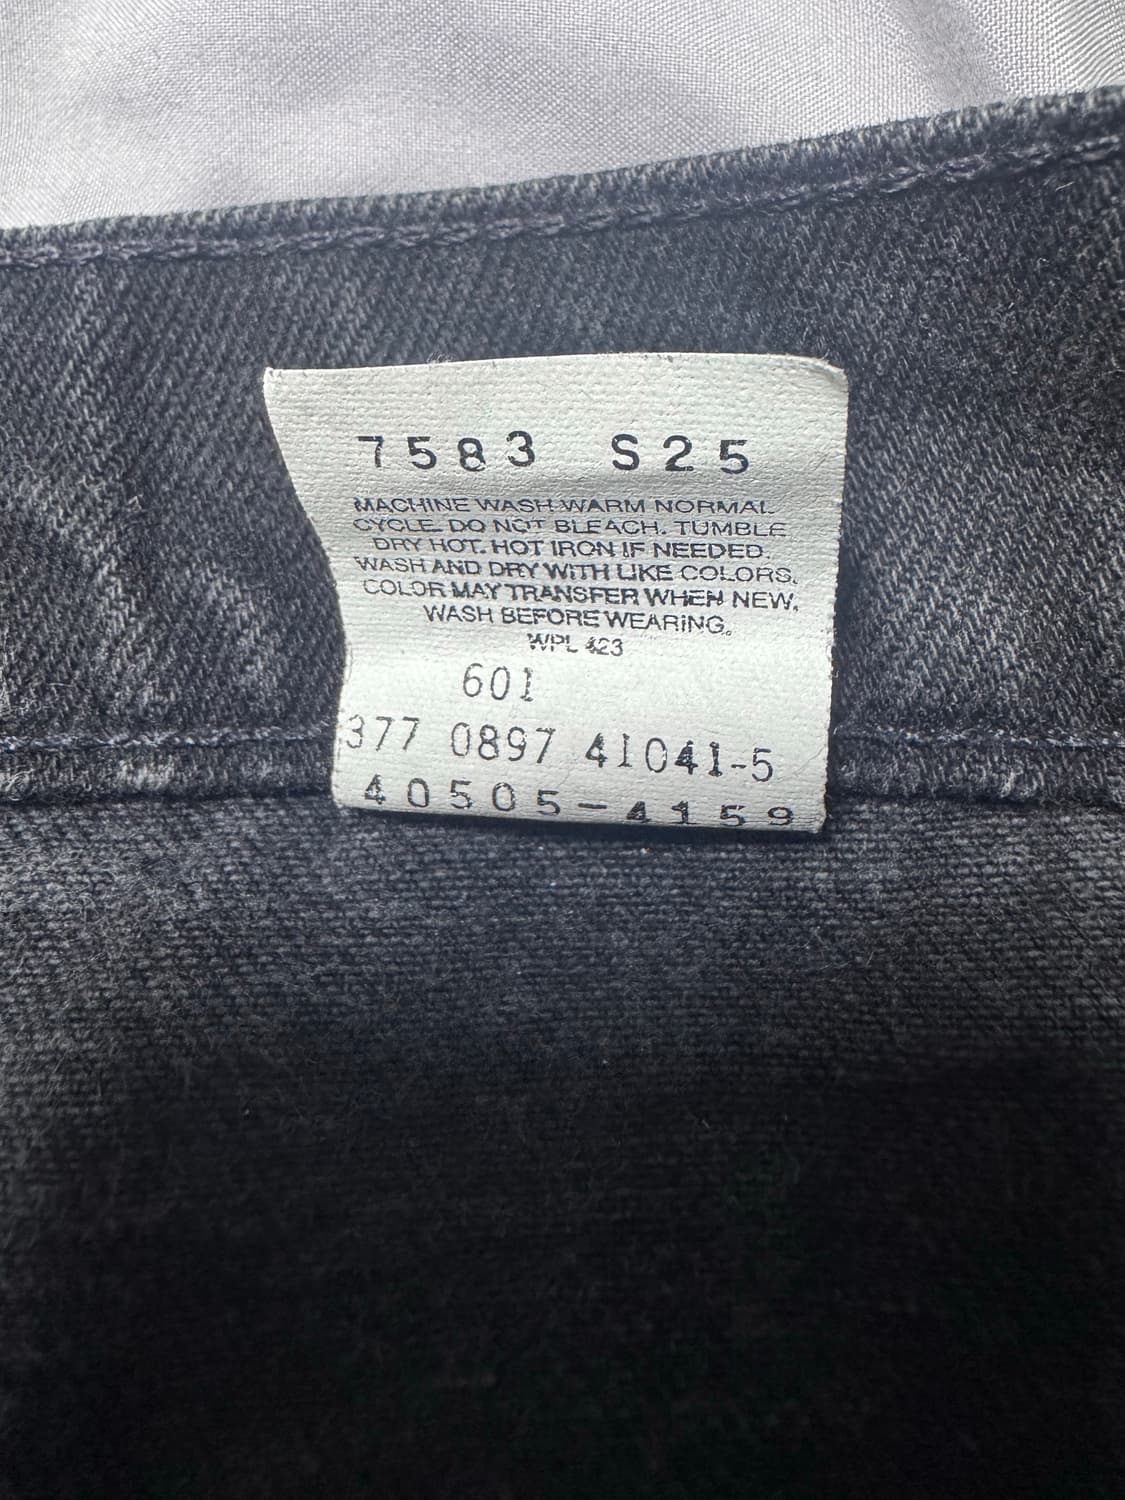 7583 S25
MACHINE WASH WARM NORMAL
CYCLE. DO NOT BLEACH. TUMBLE
DRY HOT. HOT IRON IF NEEDED.
WASH AND DRY WITH LIKE COLORS.
COLOR MAY TRANSFER WHEN NEW,
WASH BEFORE WEARING.
WPL 423
601
377 0897 41041-5
40505-4159